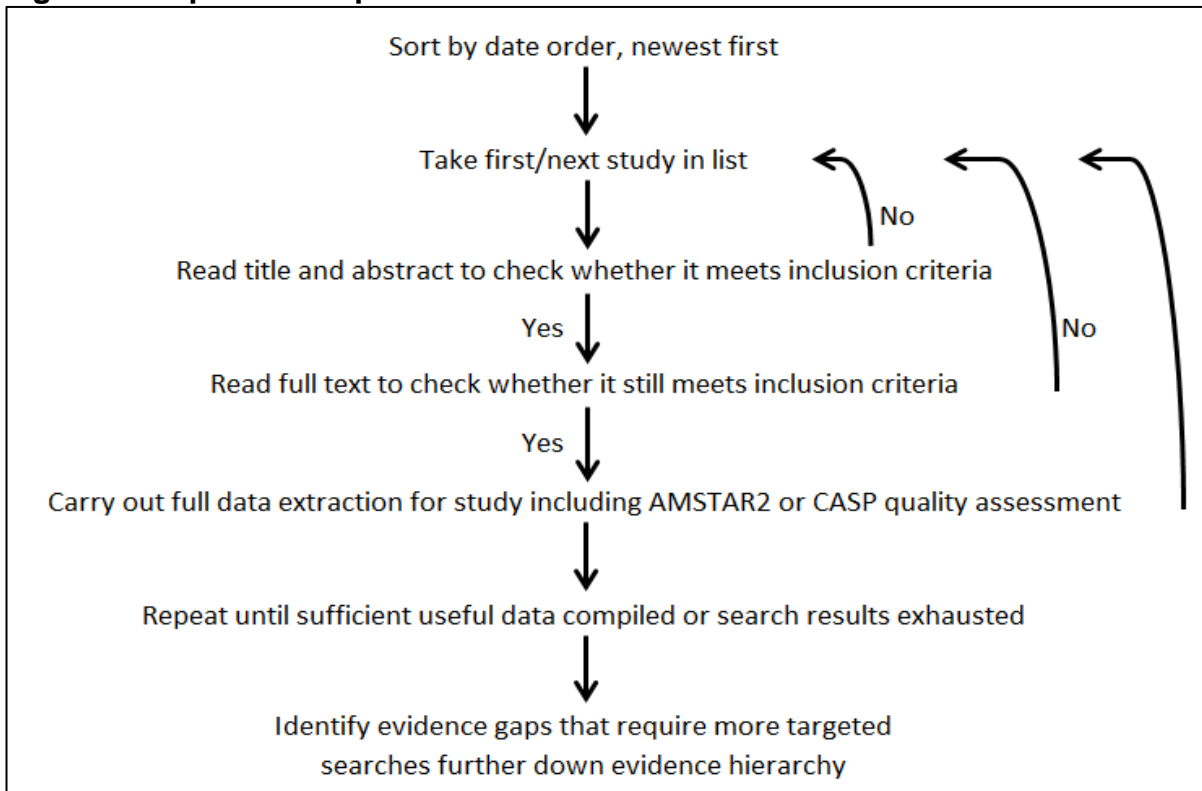 Sort by date order, newest first
Take first/next study in list
No
Read title and abstract to check whether it meets inclusion criteria
Yes
No
Read full text to check whether it still meets inclusion criteria
Yes
Carry out full data extraction for study including AMSTAR2 or CASP quality assessment
Repeat until sufficient useful data compiled or search results exhausted
Identify evidence gaps that require more targeted
searches further down evidence hierarchy